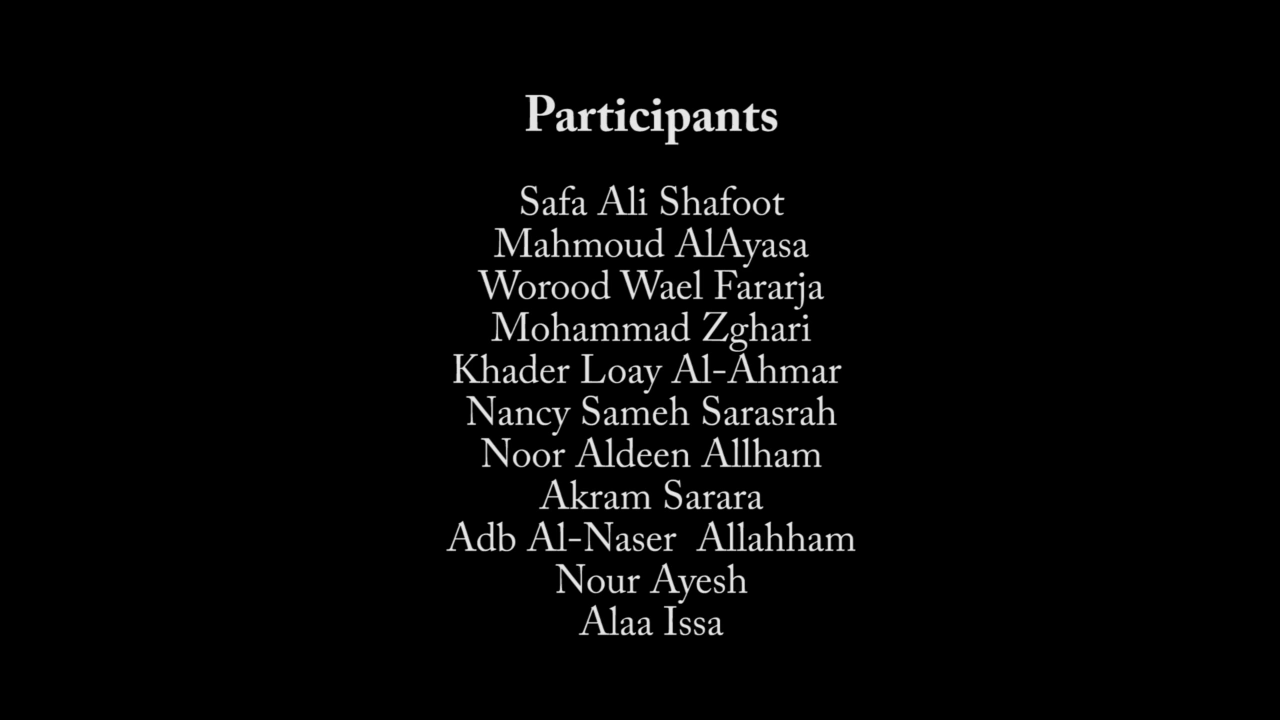 Participants
Safa Ali Shafoot
Mahmoud AlAyasa
Worood Wael Fararja
Mohammad Zghari
Khader Loay Al-Ahmar
Nancy Sameh Sarasrah
Noor Aldeen Allham
Akram Sarara
Adb Al-Naser  Allahham
Nour Ayesh
Alaa Issa